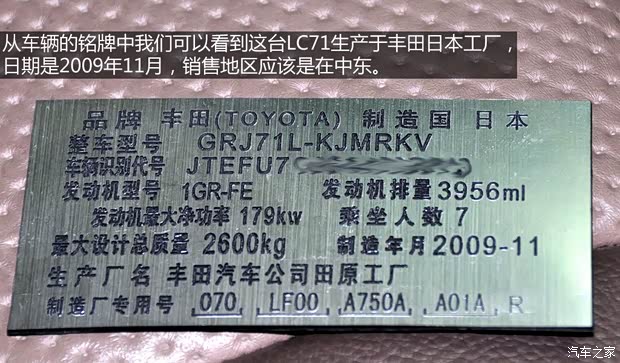 从车辆的铭牌中我们可以看到这台LC71生产于丰田日本工厂，
日期是2009年11月，销售地区应该是在中东。
品牌 丰田(TOYOTA) 制造国 日本
整车型号 GRJ71L-KJMRKV
车辆识别代号 JTEFU7
发动机型号 1GR-FE 发动机排量 3956ml
发动机最大净功率 179kw 乘坐人数 7
最大设计总质量 2600kg 制造年月 2009-11
生产厂名 丰田汽车公司田原工厂
制造厂专用号 070 LF00 A750A A01A R
汽车之家